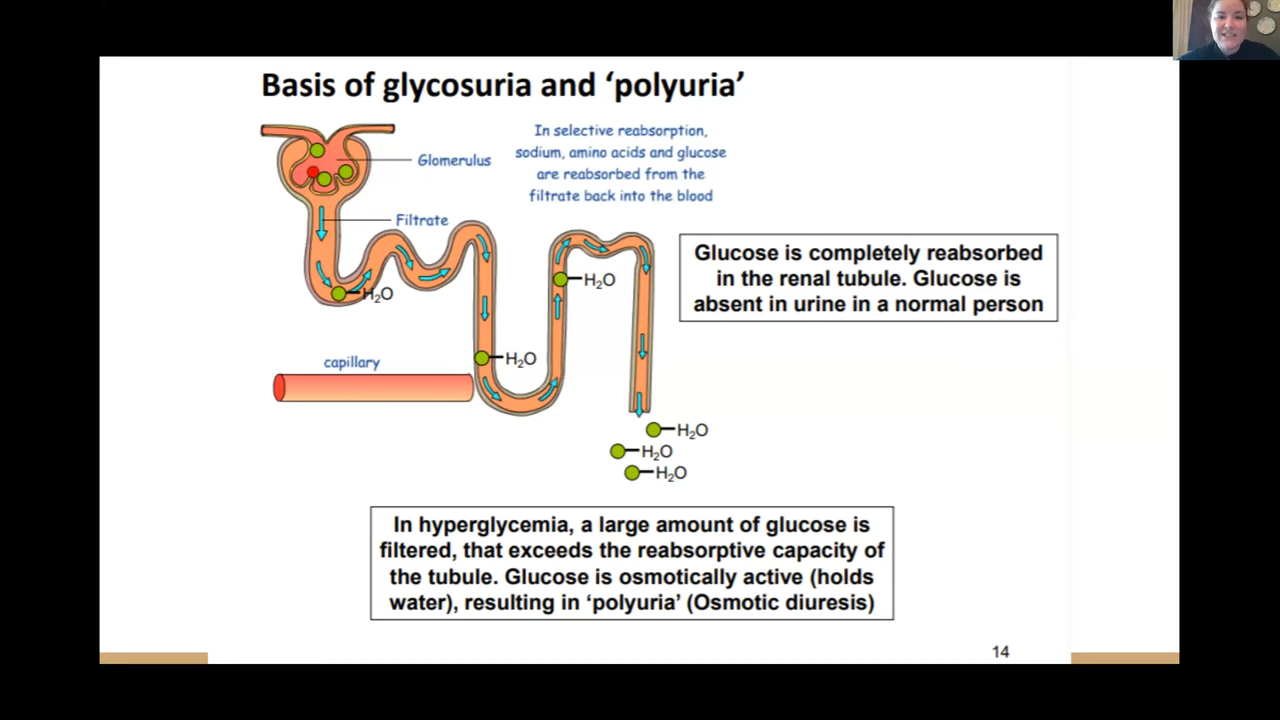 Basis of glycosuria and ‘polyuria’
In selective reabsorption,
sodium, amino acids and glucose
are reabsorbed from the
filtrate back into the blood
Glomerulus
Filtrate
Glucose is completely reabsorbed
in the renal tubule. Glucose is
absent in urine in a normal person
H₂O
H₂O
capillary
H₂O
H₂O
H₂O
H₂O
In hyperglycemia, a large amount of glucose is
filtered, that exceeds the reabsorptive capacity of
the tubule. Glucose is osmotically active (holds
water), resulting in ‘polyuria’ (Osmotic diuresis)
14